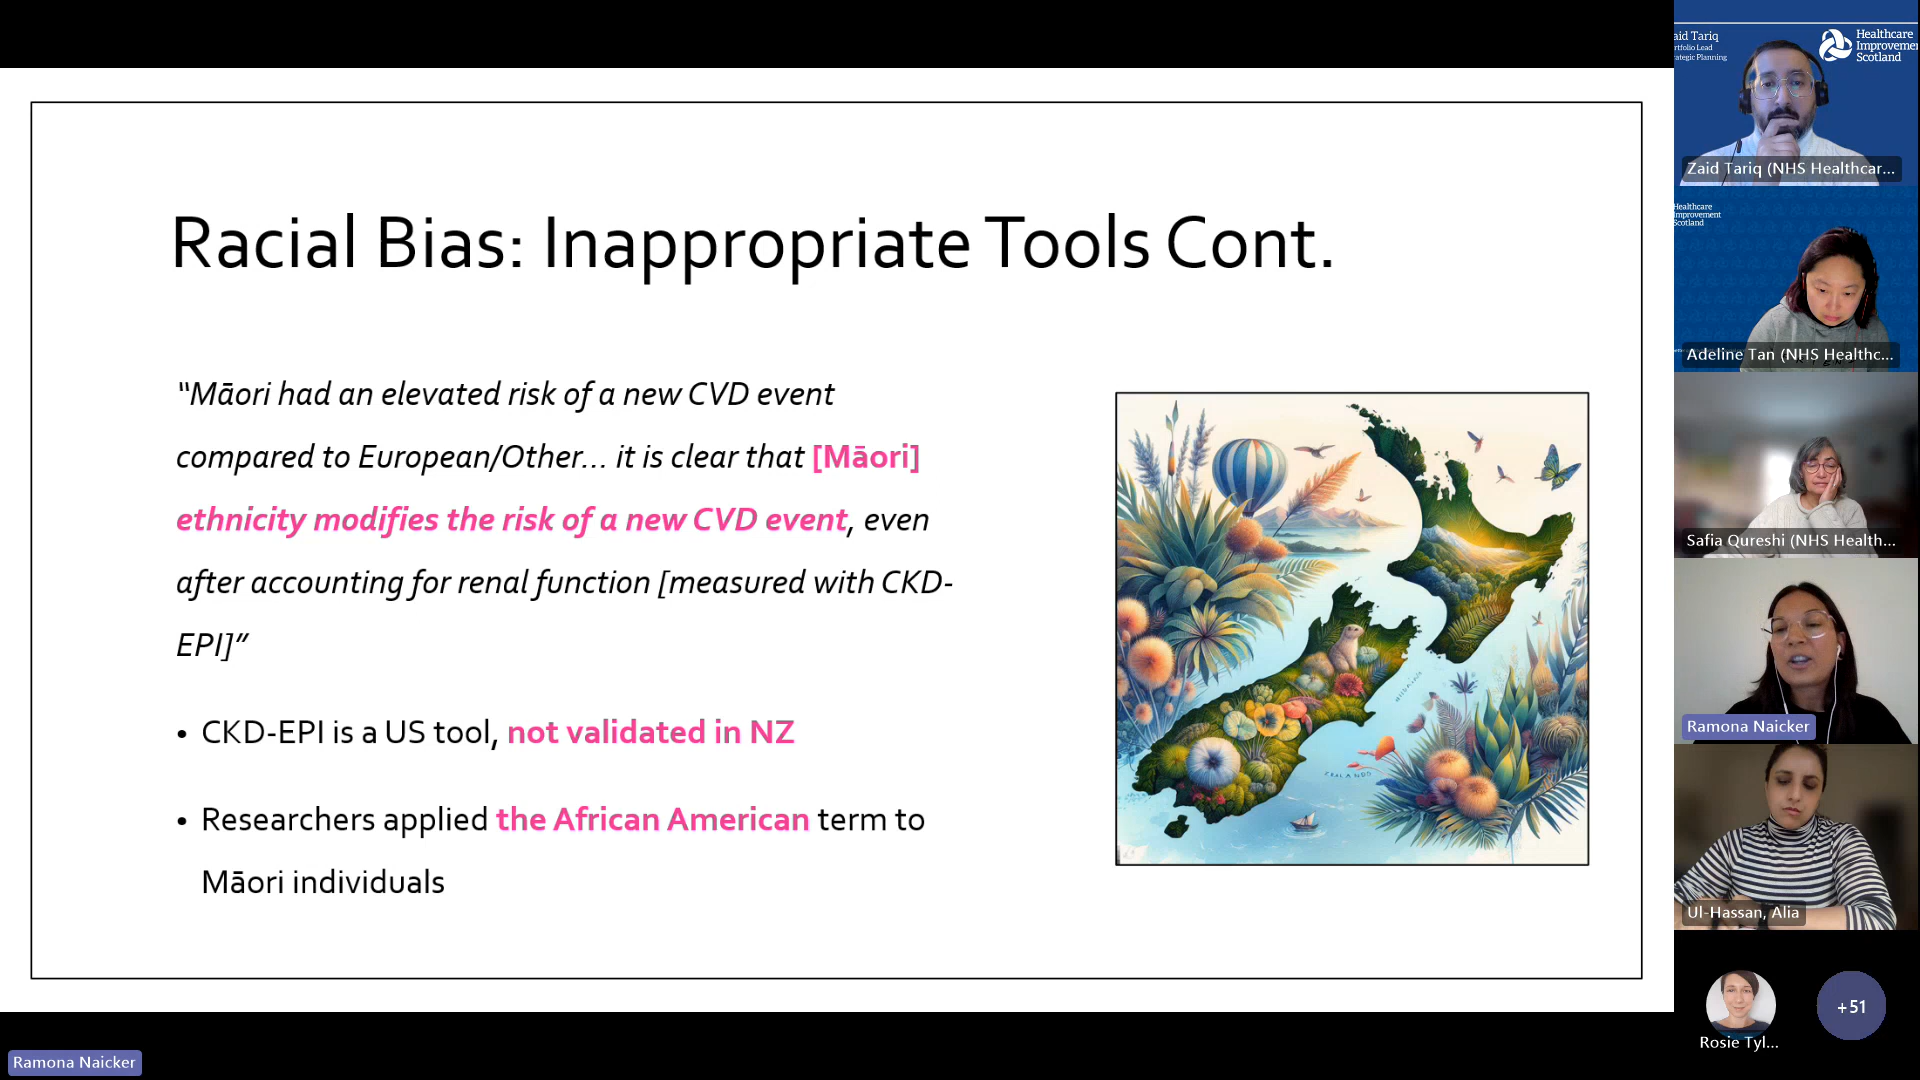 Racial Bias: Inappropriate Tools Cont.
“Māori had an elevated risk of a new CVD event
compared to European/Other... it is clear that [Māori]
ethnicity modifies the risk of a new CVD event, even
after accounting for renal function [measured with CKD-
EPI]”
• CKD-EPI is a US tool, not validated in NZ
• Researchers applied the African American term to
Māori individuals
Healthcare
Improvemen
Scotland
Zaid Tariq (NHS Healthcar...
Healthcare
Improvement
Scotland
Adeline Tan (NHS Healthc...
Safia Qureshi (NHS Health...
Ramona Naicker
Ul-Hassan, Alia
Rosie Tyl...
+51
Ramona Naicker